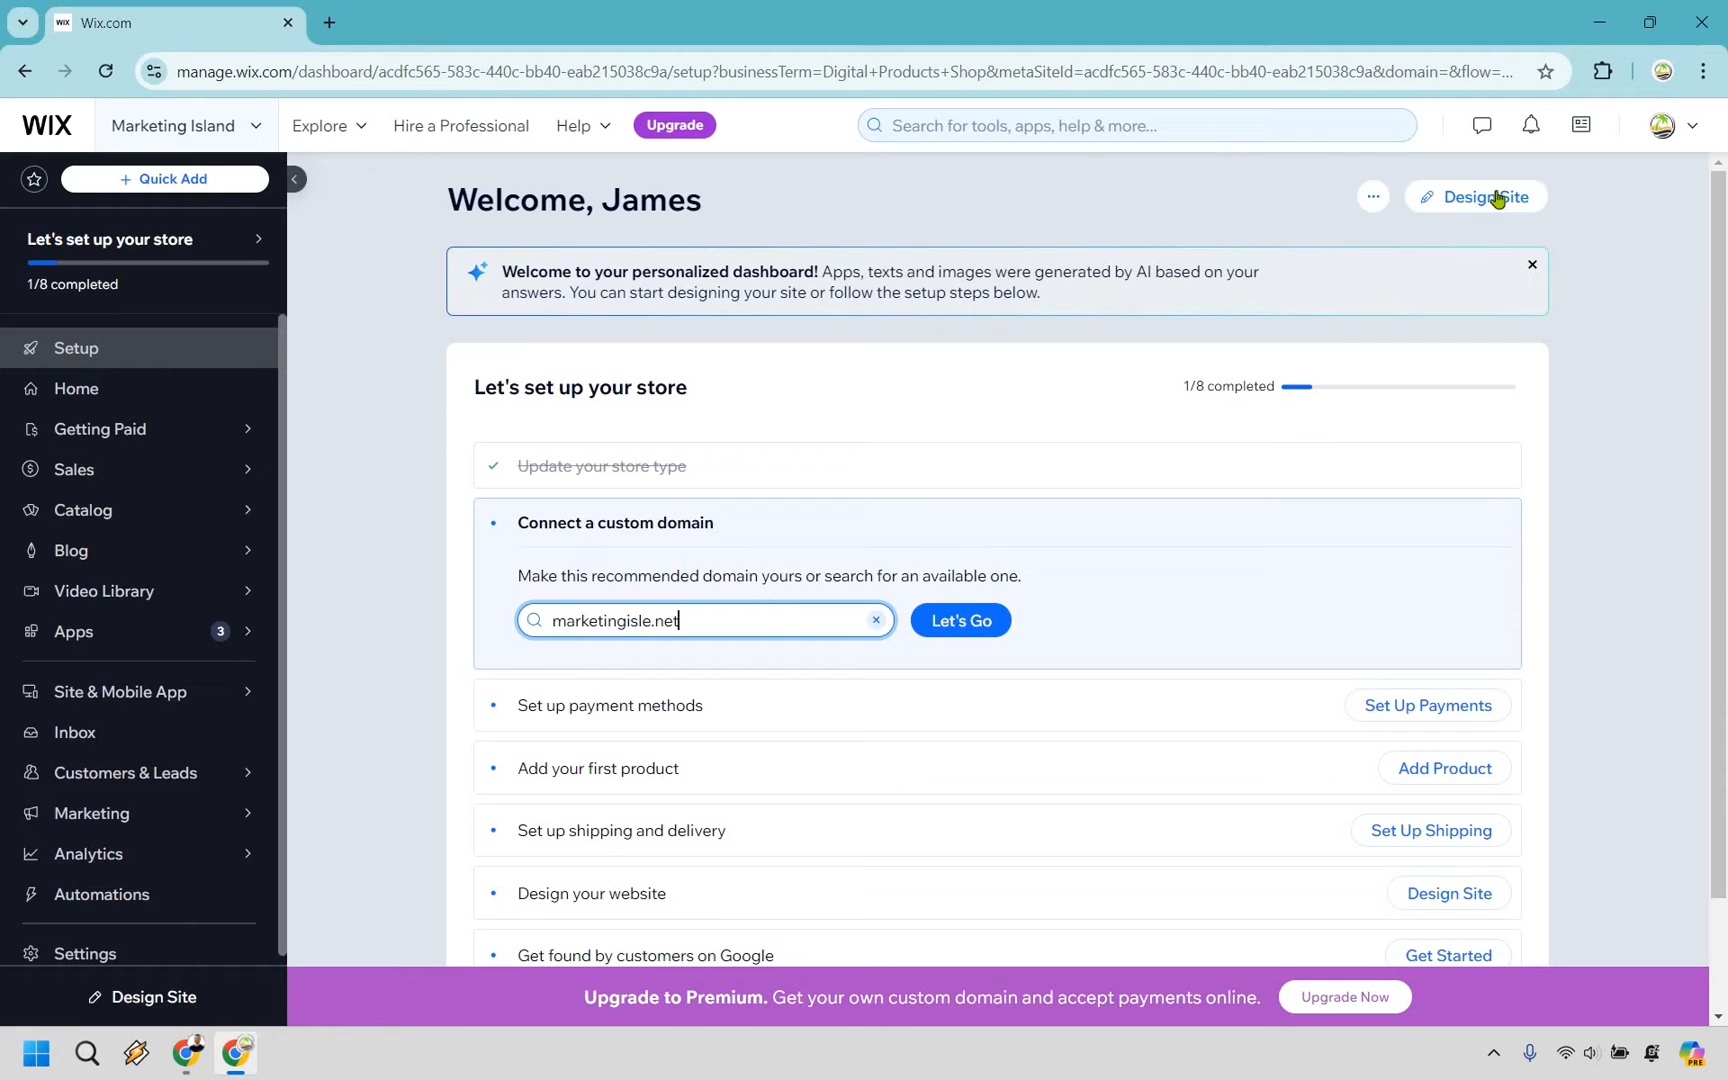 WIX
Wix.com
manage.wix.com/dashboard/acdfc565-583c-440c-bb40-eab215038c9a/setup?businessTerm=Digital+Products+Shop&metaSiteId=acdfc565-583c-440c-bb40-eab215038c9a&domain=&flow=...
WIX
Marketing Island
Explore
Hire a Professional
Help
Upgrade
Search for tools, apps, help & more...
+ Quick Add
Let's set up your store
1/8 completed
Setup
Home
Getting Paid
Sales
Catalog
Blog
Video Library
Apps
3
Site & Mobile App
Inbox
Customers & Leads
Marketing
Analytics
Automations
Settings
Design Site
Welcome, James
Design Site
Welcome to your personalized dashboard! Apps, texts and images were generated by AI based on your
answers. You can start designing your site or follow the setup steps below.
Let's set up your store
1/8 completed
Update your store type
Connect a custom domain
Make this recommended domain yours or search for an available one.
marketingisle.net
Let's Go
Set up payment methods
Set Up Payments
Add your first product
Add Product
Set up shipping and delivery
Set Up Shipping
Design your website
Design Site
Get found by customers on Google
Get Started
Upgrade to Premium. Get your own custom domain and accept payments online.
Upgrade Now
PRE